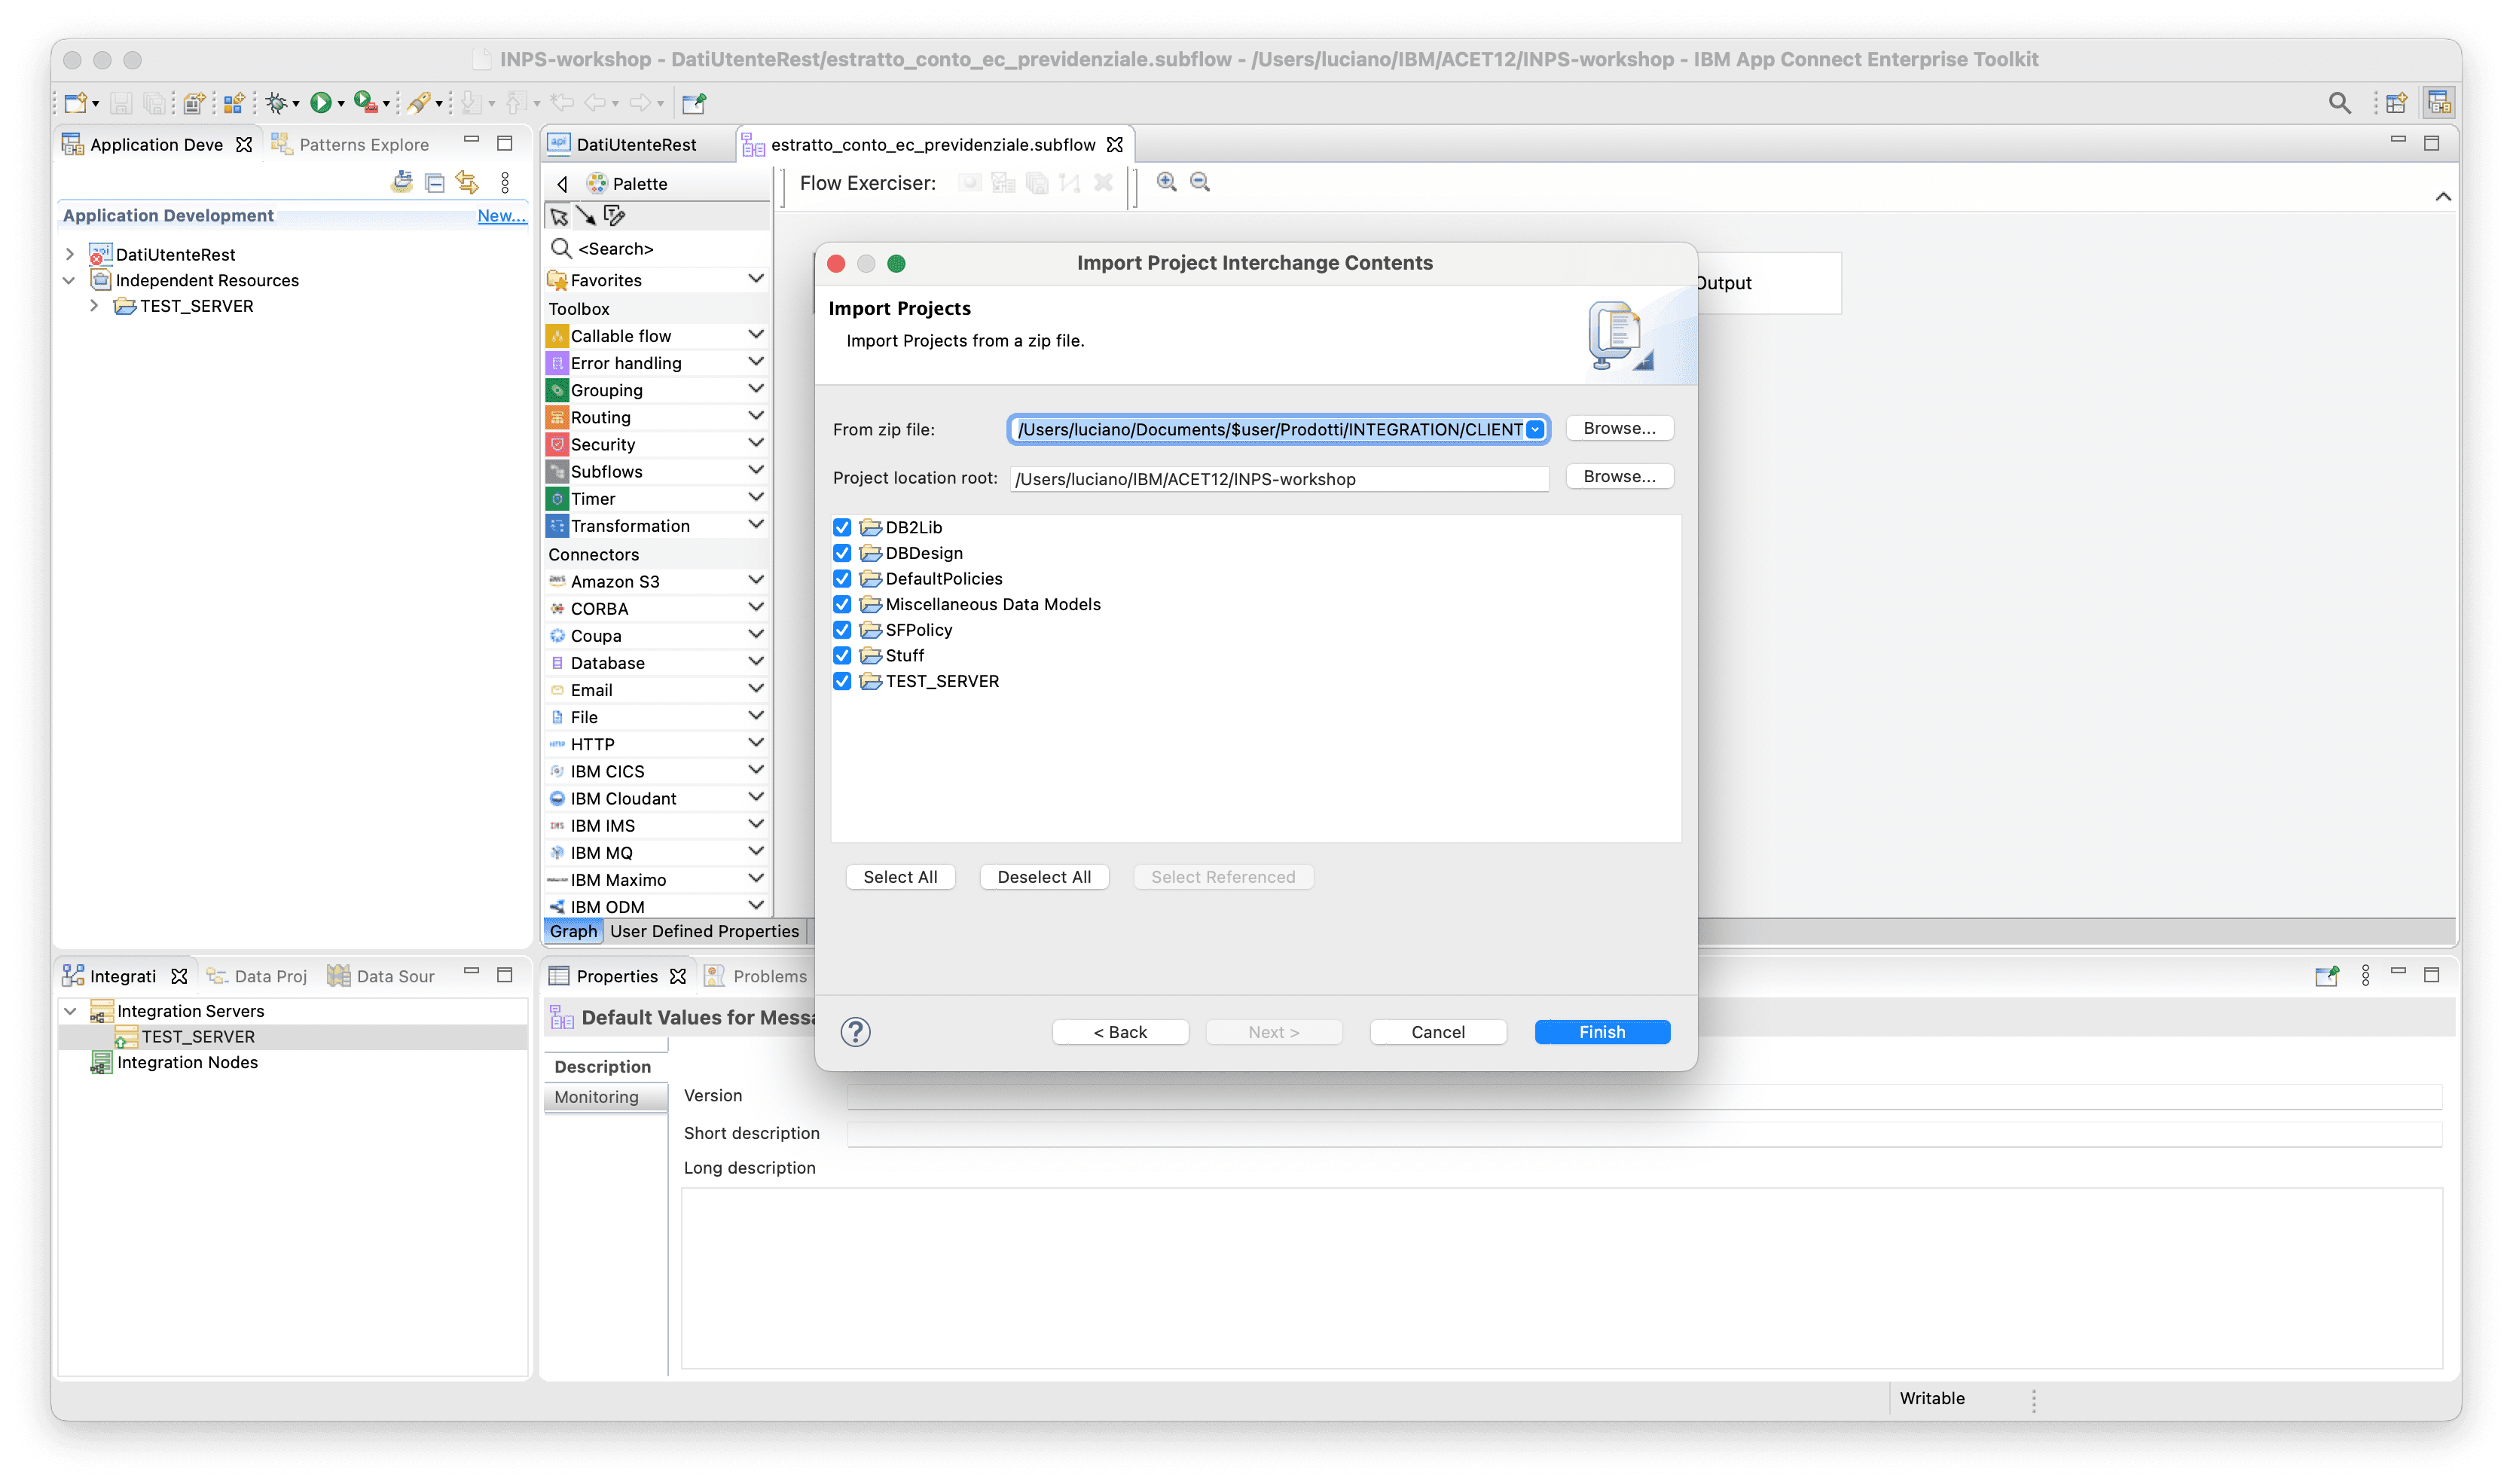 INPS-workshop - DatiUtenteRest/estratto_conto_ec_previdenziale.subflow - /Users/luciano/IBM/ACET12/INPS-workshop - IBM App Connect Enterprise Toolkit
Application Deve
Patterns Explore
Application Development
New...
DatiUtenteRest
Independent Resources
TEST_SERVER
DatiUtenteRest
estratto_conto_ec_previdenziale.subflow
Palette
Flow Exerciser:
<Search>
Favorites
Toolbox
Callable flow
Error handling
Grouping
Routing
Security
Subflows
Timer
Transformation
Connectors
Amazon S3
CORBA
Coupa
Database
Email
File
HTTP
IBM CICS
IBM Cloudant
IBM IMS
IBM MQ
IBM Maximo
IBM ODM
Graph
User Defined Properties
Output
Import Project Interchange Contents
Import Projects
Import Projects from a zip file.
From zip file:
/Users/luciano/Documents/$user/Prodotti/INTEGRATION/CLIENT
Browse...
Project location root:
/Users/luciano/IBM/ACET12/INPS-workshop
Browse...
DB2Lib
DBDesign
DefaultPolicies
Miscellaneous Data Models
SFPolicy
Stuff
TEST_SERVER
Select All
Deselect All
Select Referenced
?
< Back
Next >
Cancel
Finish
Integrati
Data Proj
Data Sour
Integration Servers
TEST_SERVER
Integration Nodes
Properties
Problems
Default Values for Messa
Description
Monitoring
Version
Short description
Long description
Writable